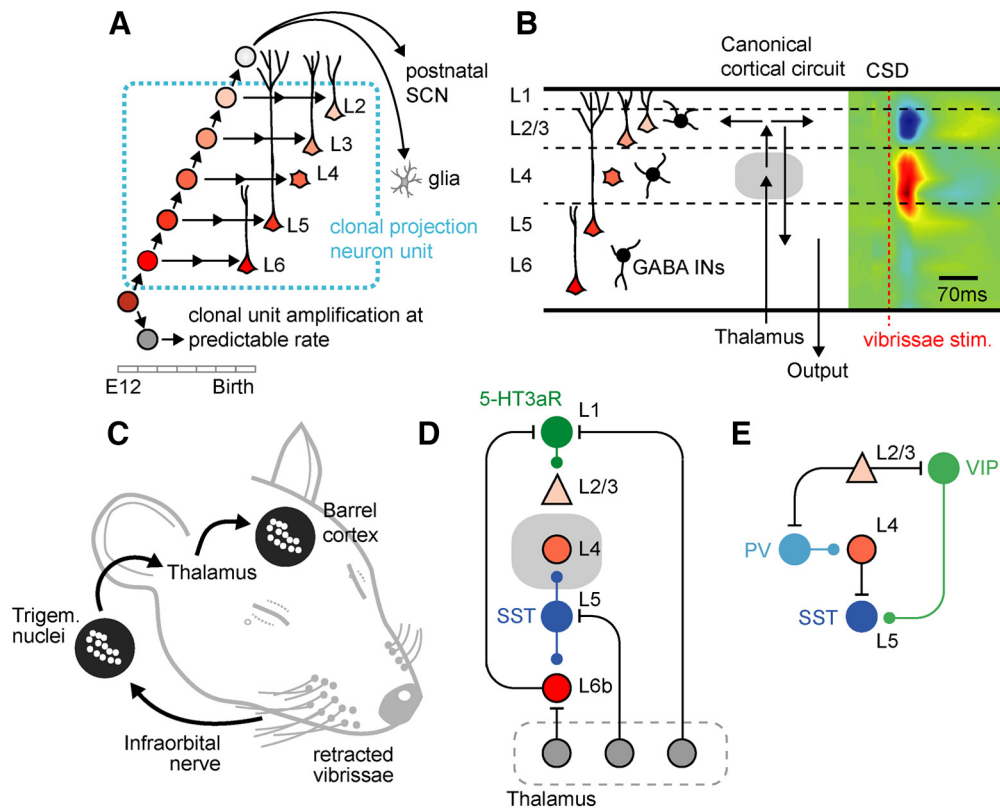 A
postnatal
SCN
L2
L3
L4
glia
L5
clonal projection
neuron unit
L6
clonal unit amplification at
predictable rate
E12
Birth
B
Canonical
cortical circuit
CSD
L1
L2/3
L4
L5
L6
GABA INs
70ms
Thalamus
vibrissae stim.
Output
C
Barrel
cortex
Thalamus
Trigem.
nuclei
Infraorbital
nerve
retracted
vibrissae
D
5-HT3aR
L1
L2/3
L4
SST
L5
L6b
Thalamus
E
L2/3
VIP
PV
L4
SST
L5